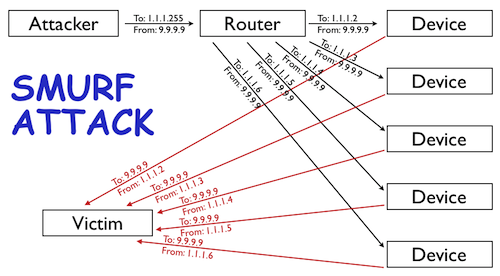 Attacker
To: 1.1.1.255
From: 9.9.9.9
Router
To: 1.1.1.2
From: 9.9.9.9
Device
To: 1.1.1.3
From: 9.9.9.9
Device
To: 1.1.1.4
From: 9.9.9.9
Device
To: 1.1.1.5
From: 9.9.9.9
Device
To: 1.1.1.6
From: 9.9.9.9
Device
SMURF
ATTACK
To: 9.9.9.9
From: 1.1.1.2
To: 9.9.9.9
From: 1.1.1.3
To: 9.9.9.9
From: 1.1.1.4
To: 9.9.9.9
From: 1.1.1.5
To: 9.9.9.9
From: 1.1.1.6
Victim